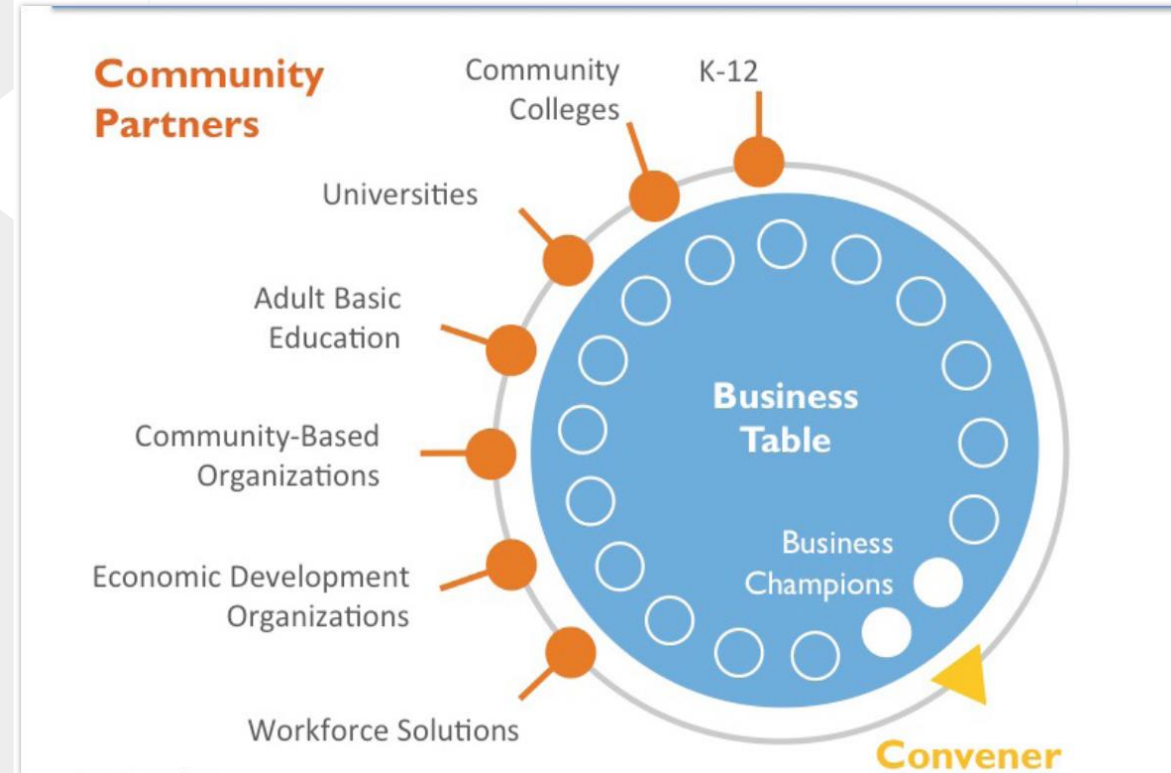 Community
Partners
Community
Colleges
K-12
Universities
Adult Basic
Education
Community-Based
Organizations
Economic Development
Organizations
Workforce Solutions
Business
Table
Business
Champions
Convener